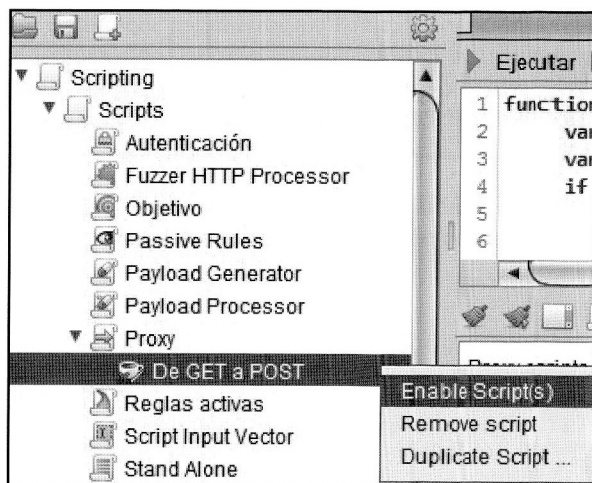 Scripting
Scripts
Autenticación
Fuzzer HTTP Processor
Objetivo
Passive Rules
Payload Generator
Payload Processor
Proxy
De GET a POST
Reglas activas
Script Input Vector
Stand Alone
Ejecutar
1 function
2 var
3 var
4 if
5
6
Enable Script(s)
Remove script
Duplicate Script ...